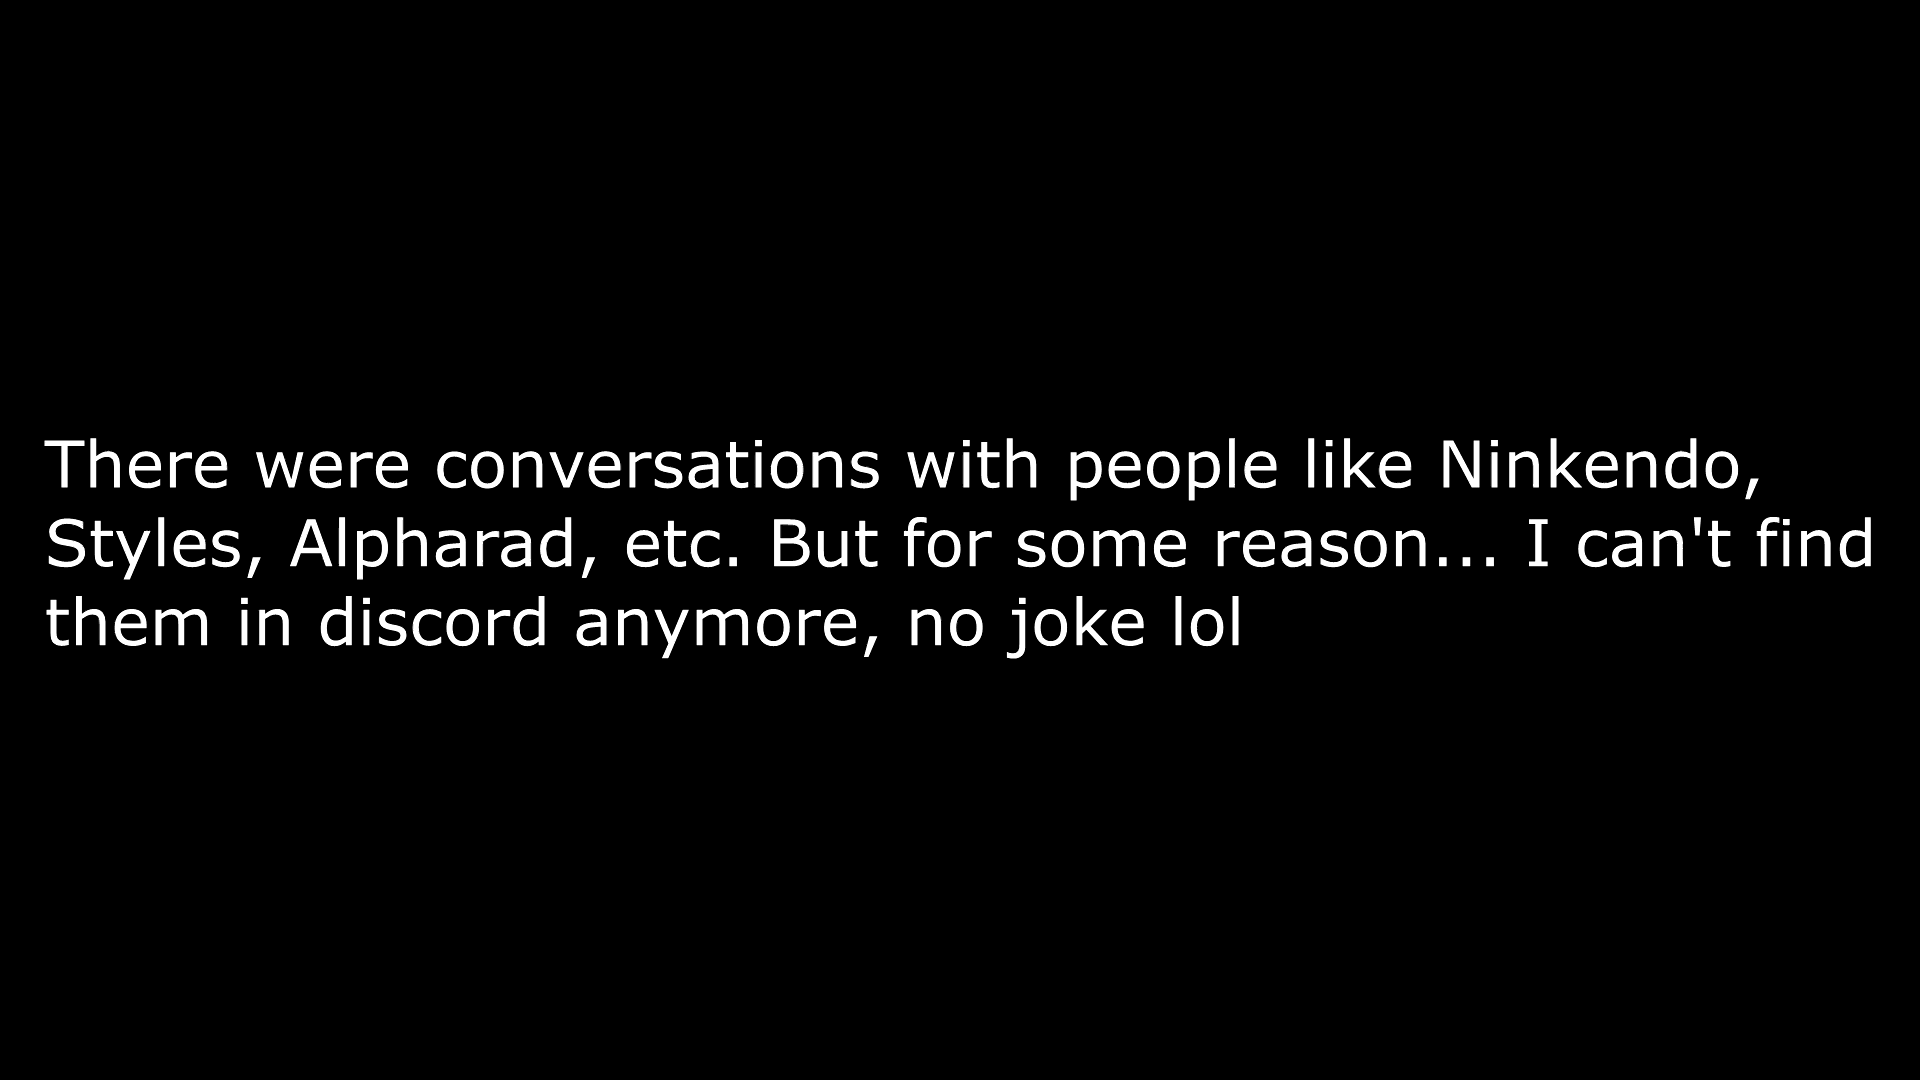 There were conversations with people like Ninkendo,
Styles, Alpharad, etc. But for some reason... I can't find
them in discord anymore, no joke lol